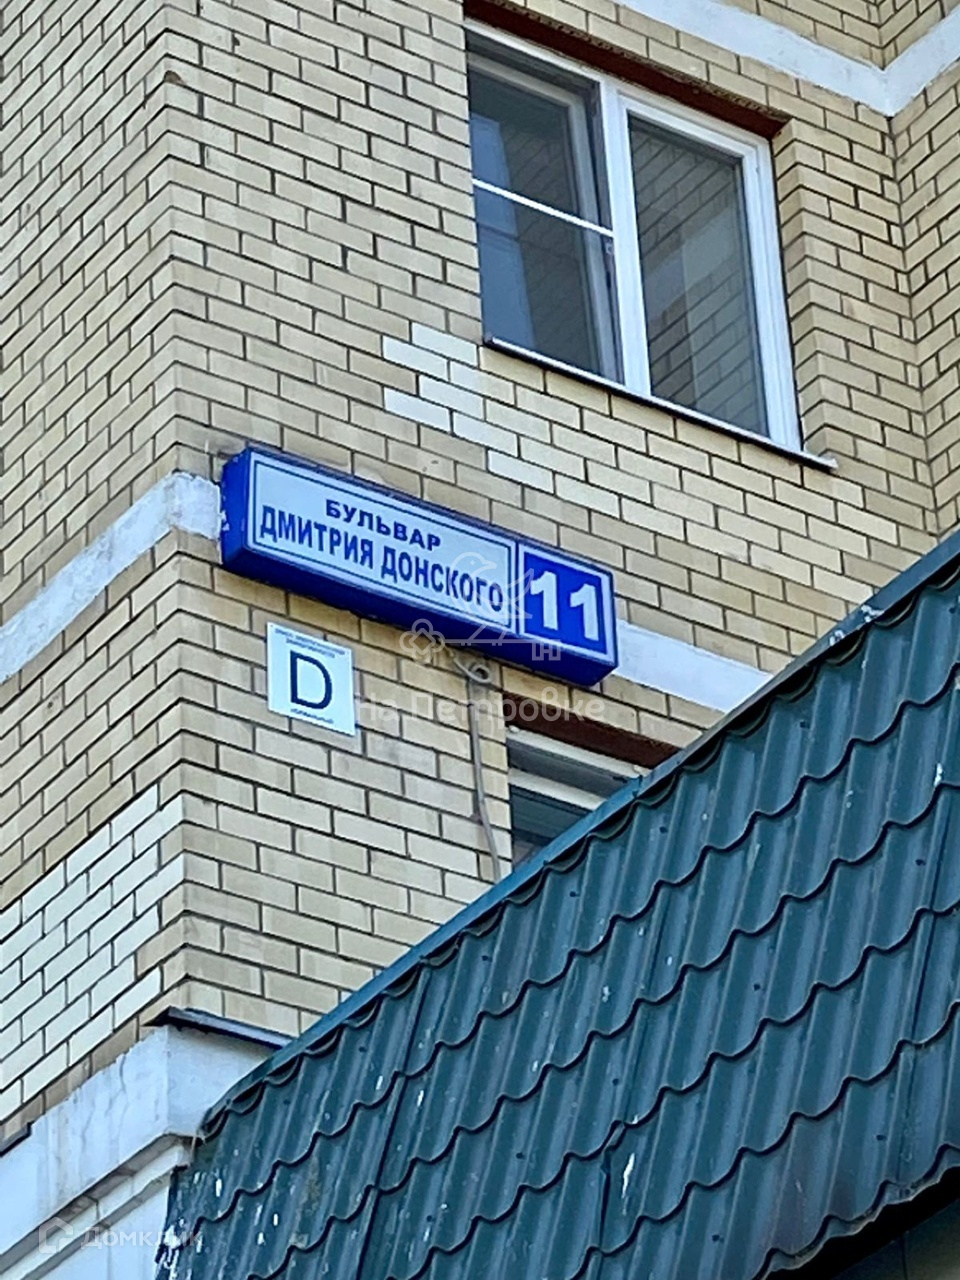 БУЛЬВАР
ДМИТРИЯ ДОНСКОГО
11
D
На Петровке
ДОМКЛИК